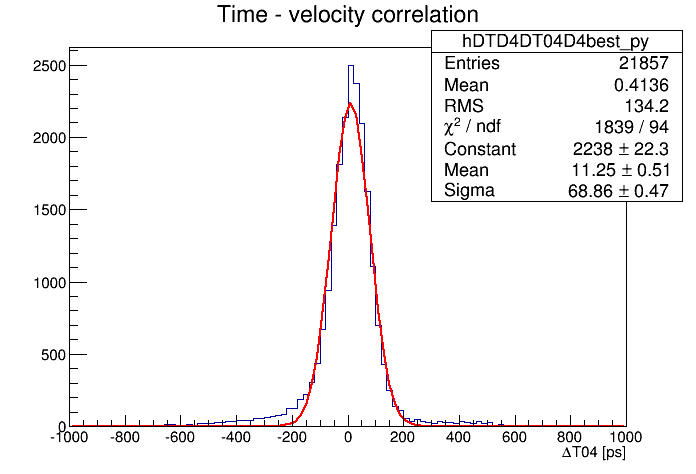 Time - velocity correlation
hDTD4DT04D4best_py
Entries 21857
Mean 0.4136
RMS 134.2
χ² / ndf 1839 / 94
Constant 2238 ± 22.3
Mean 11.25 ± 0.51
Sigma 68.86 ± 0.47
2500
2000
1500
1000
500
0
-1000 -800 -600 -400 -200 0 200 400 600 800 1000
ΔT04 [ps]